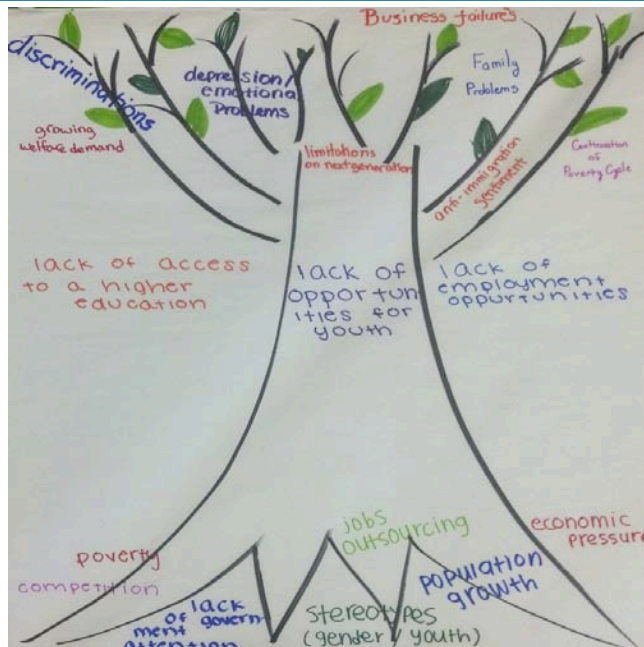 Business failures
discriminations
depression/
emotional
Problems
Family
Problems
growing
welfare demand
limitations
on next generation
anti-immigration
sentiment
Continuation
of
Poverty Cycle
lack of access
to a higher
education
lack of
opportun
ities for
youth
lack of
employment
oppurtunities
jobs
outsourcing
economic
pressure
poverty
competition
population
growth
lack
of govern
ment
attention
stereotypes
(gender / youth)